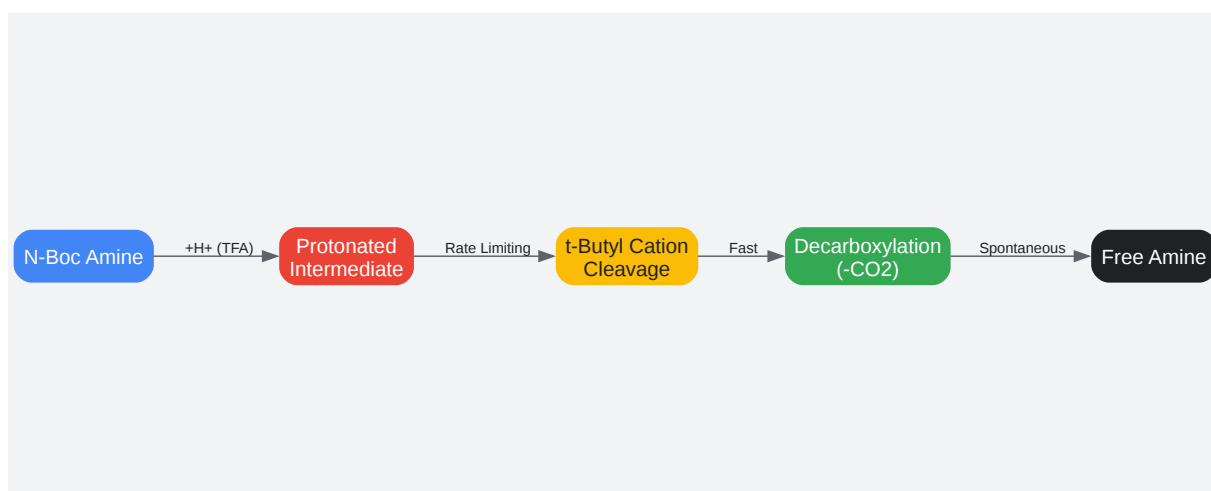 N-Boc Amine
+H+ (TFA)
Protonated
Intermediate
Rate Limiting
t-Butyl Cation
Cleavage
Fast
Decarboxylation
(-CO2)
Spontaneous
Free Amine